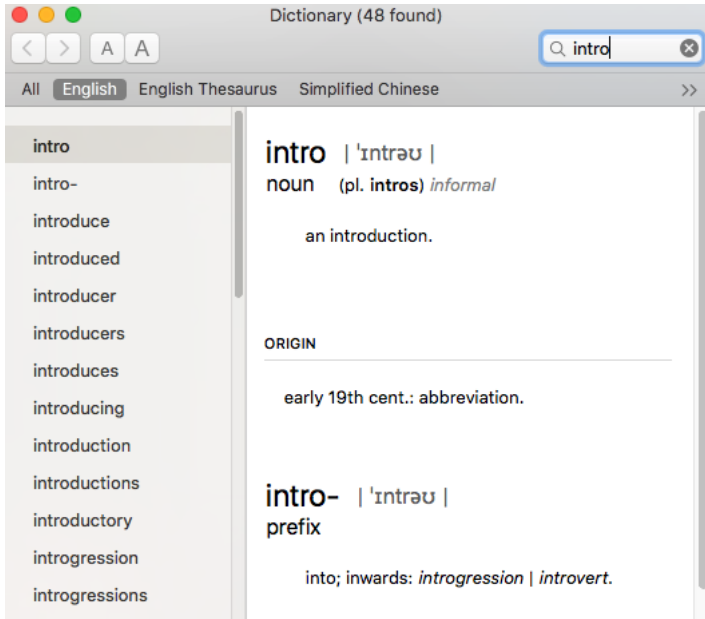 Dictionary (48 found)
A A
intro
All English English Thesaurus Simplified Chinese >>
intro
intro-
introduce
introduced
introducer
introducers
introduces
introducing
introduction
introductions
introductory
introgression
introgressions
intro | ˈɪntrəʊ |
noun (pl. intros) informal
an introduction.
ORIGIN
early 19th cent.: abbreviation.
intro- | ˈɪntrəʊ |
prefix
into; inwards: introgression | introvert.